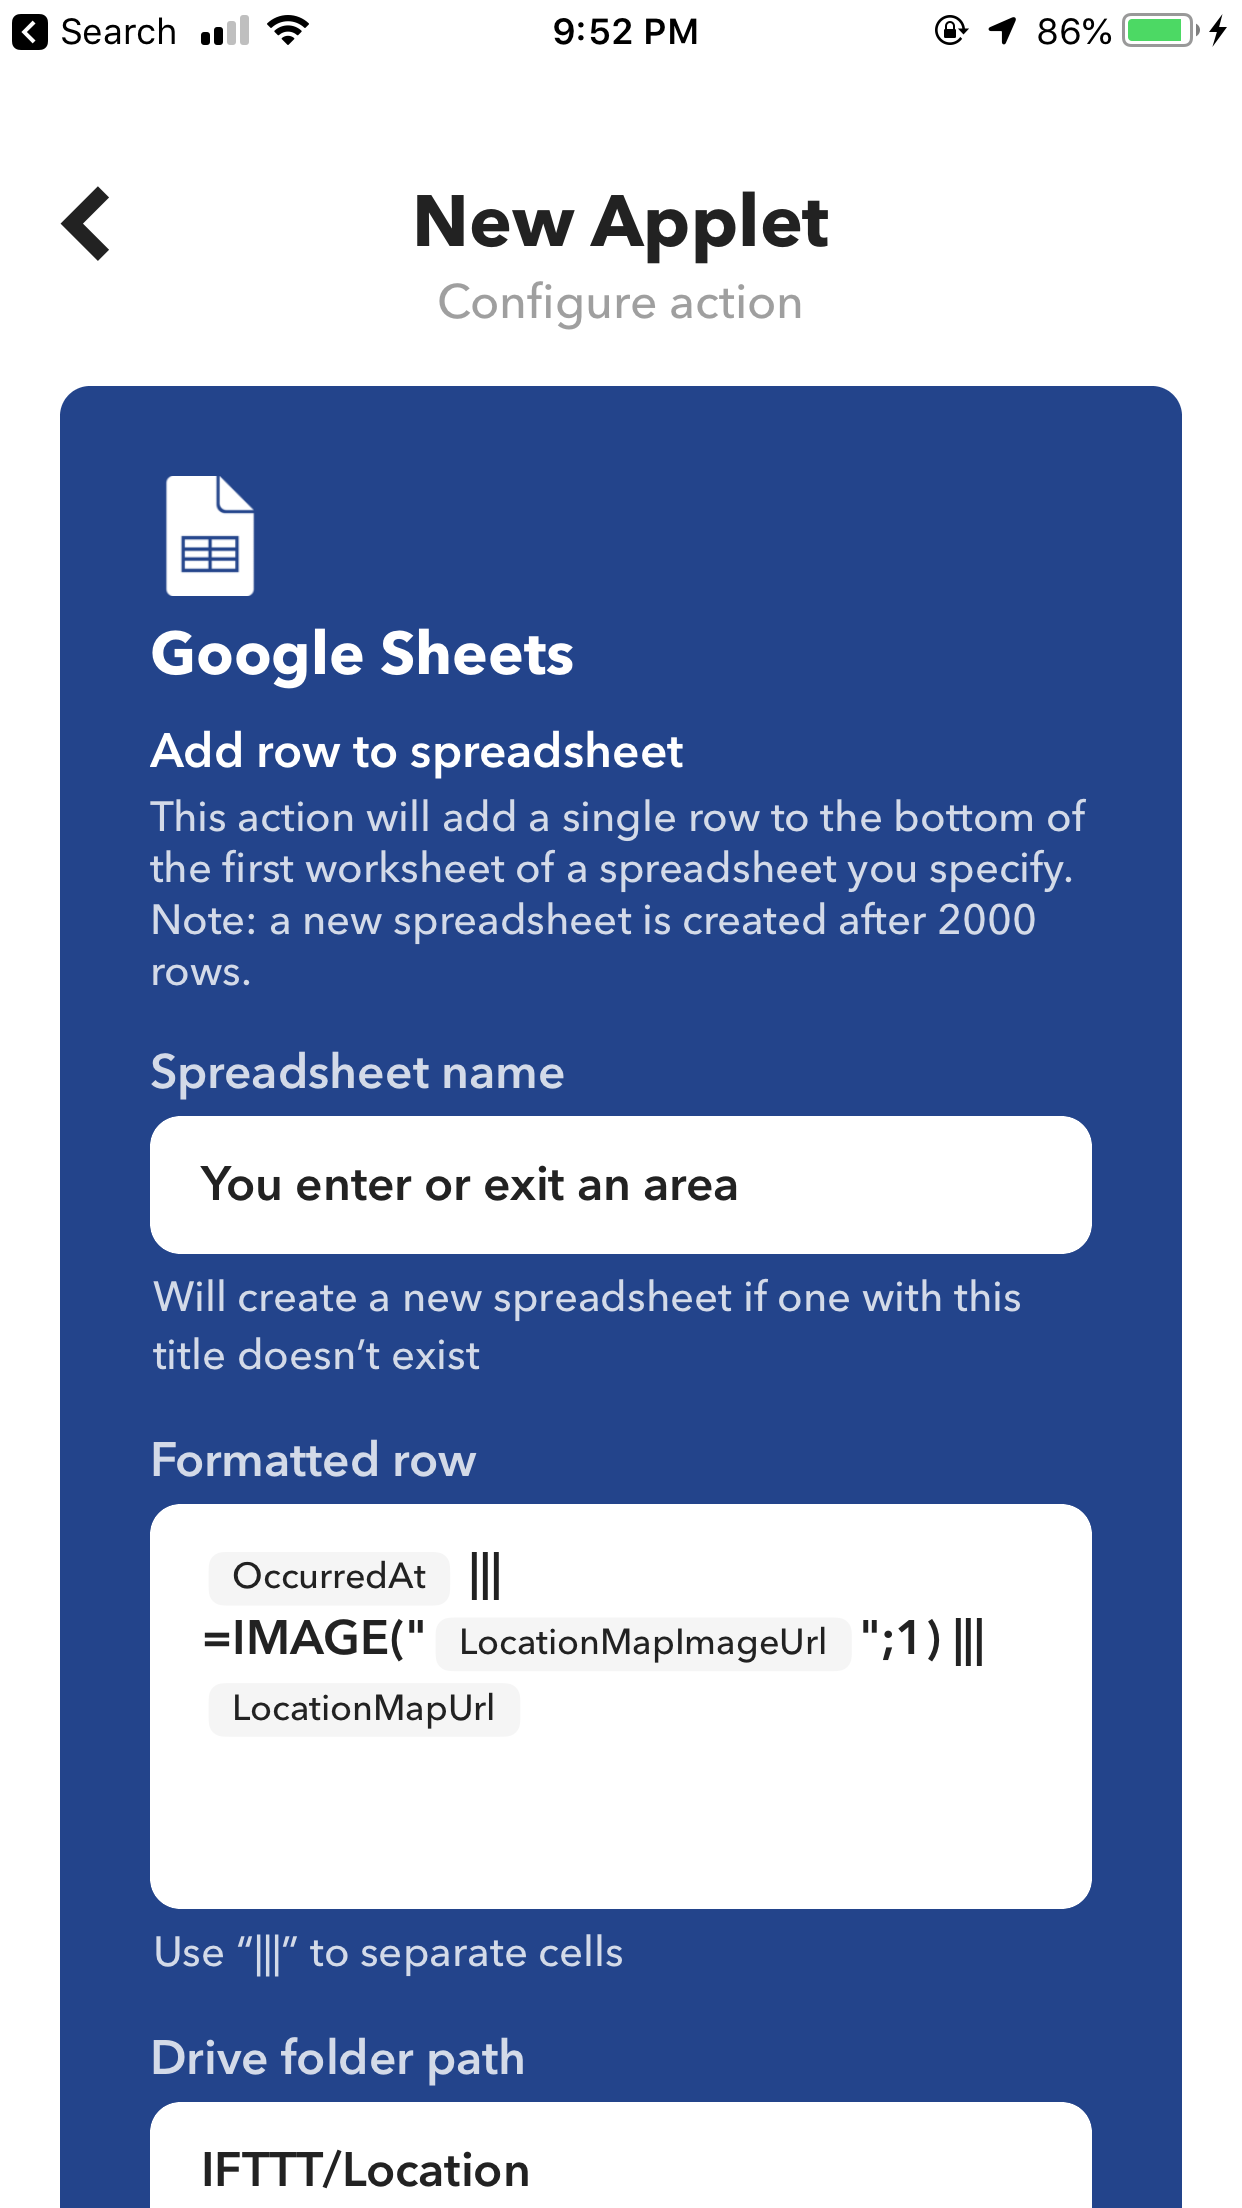 Search 9:52 PM 86%
New Applet
Configure action
Google Sheets
Add row to spreadsheet
This action will add a single row to the bottom of
the first worksheet of a spreadsheet you specify.
Note: a new spreadsheet is created after 2000
rows.
Spreadsheet name
You enter or exit an area
Will create a new spreadsheet if one with this
title doesn’t exist
Formatted row
OccurredAt |||
=IMAGE(" LocationMapImageUrl ";1) |||
LocationMapUrl
Use “|||” to separate cells
Drive folder path
IFTTT/Location